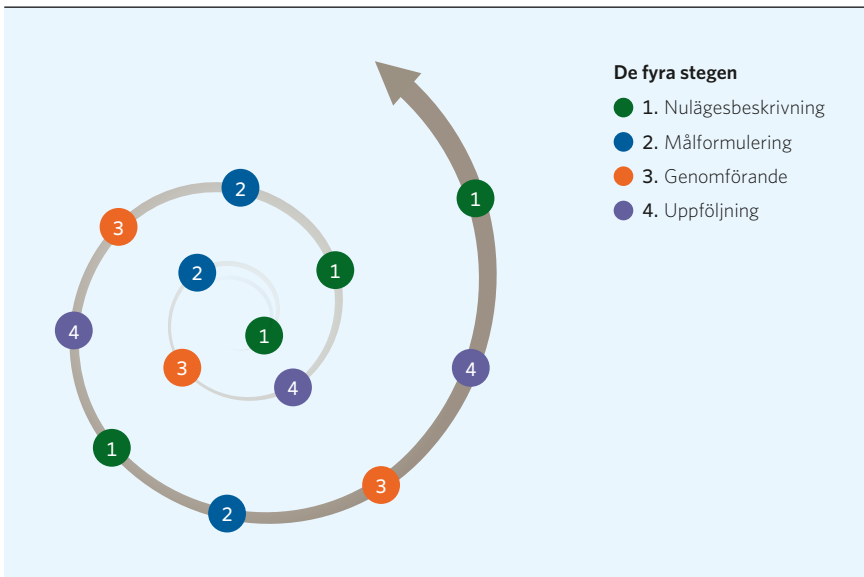 De fyra stegen
1. Nulägesbeskrivning
2. Målformulering
3. Genomförande
4. Uppföljning
1
2
3
4
1
2
3
4
1
2
3
4
1